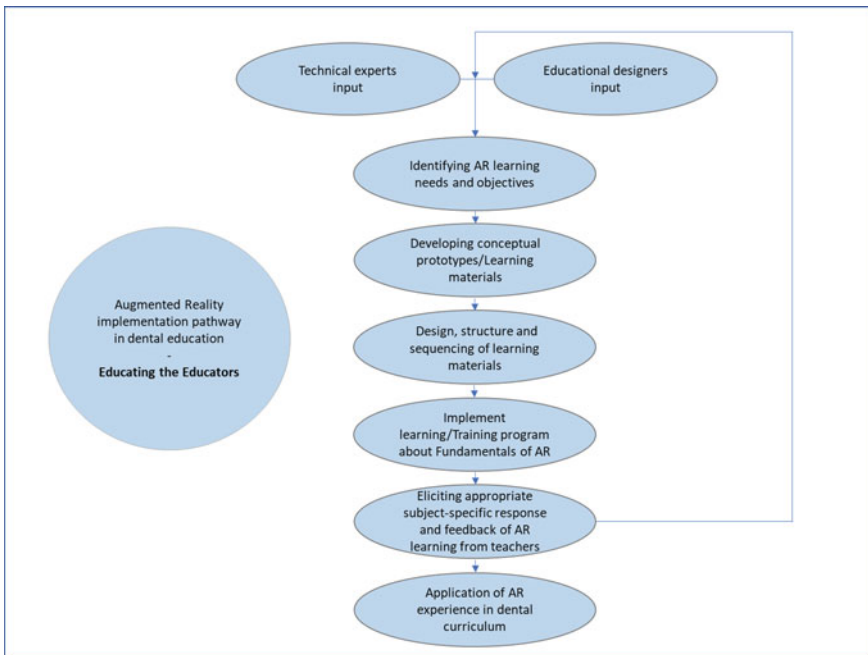 Technical experts
input
Educational designers
input
Identifying AR learning
needs and objectives
Developing conceptual
prototypes/Learning
materials
Augmented Reality
implementation pathway
in dental education
-
Educating the Educators
Design, structure and
sequencing of learning
materials
Implement
learning/Training program
about Fundamentals of AR
Eliciting appropriate
subject-specific response
and feedback of AR
learning from teachers
Application of AR
experience in dental
curriculum